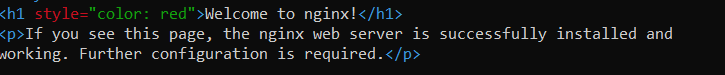 <h1 style="color: red">Welcome to nginx!</h1>
<p>If you see this page, the nginx web server is successfully installed and
working. Further configuration is required.</p>